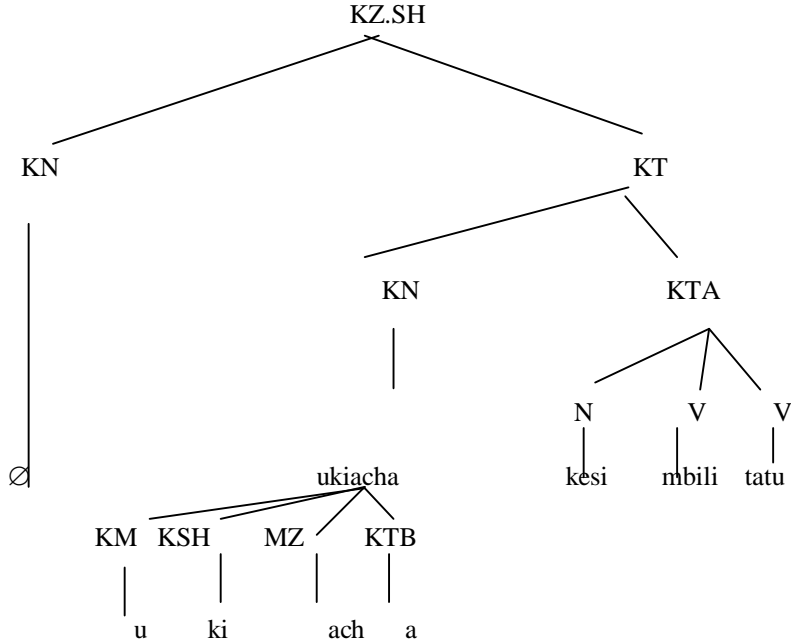 KZ.SH
KN KT
KN KTA
N V V
∅ ukiacha kesi mbili tatu
KM KSH MZ KTB
u ki ach a